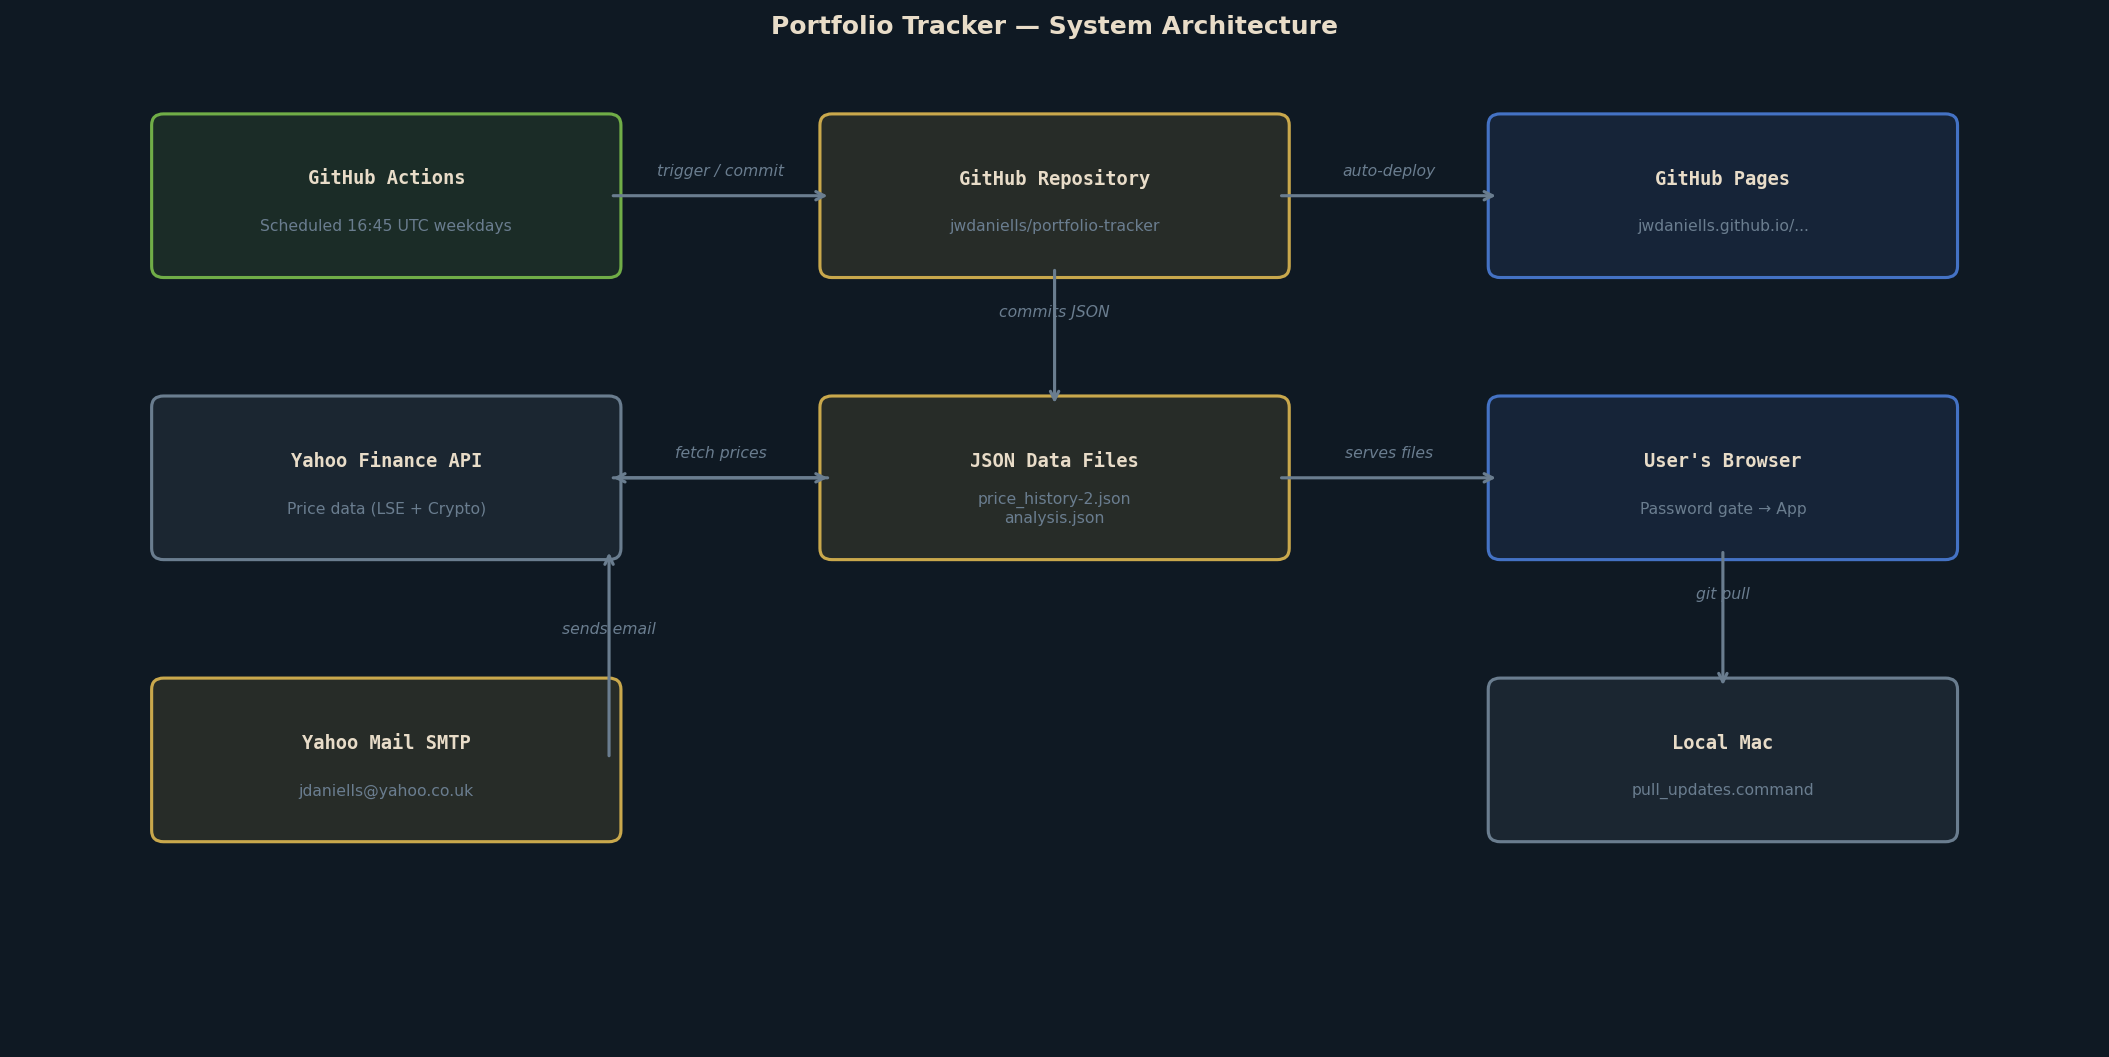 Portfolio Tracker — System Architecture
GitHub Actions
Scheduled 16:45 UTC weekdays
trigger / commit
GitHub Repository
jwdaniells/portfolio-tracker
auto-deploy
GitHub Pages
jwdaniells.github.io/...
commits JSON
Yahoo Finance API
Price data (LSE + Crypto)
fetch prices
JSON Data Files
price_history-2.json
analysis.json
serves files
User's Browser
Password gate → App
sends email
git pull
Yahoo Mail SMTP
jdaniells@yahoo.co.uk
Local Mac
pull_updates.command